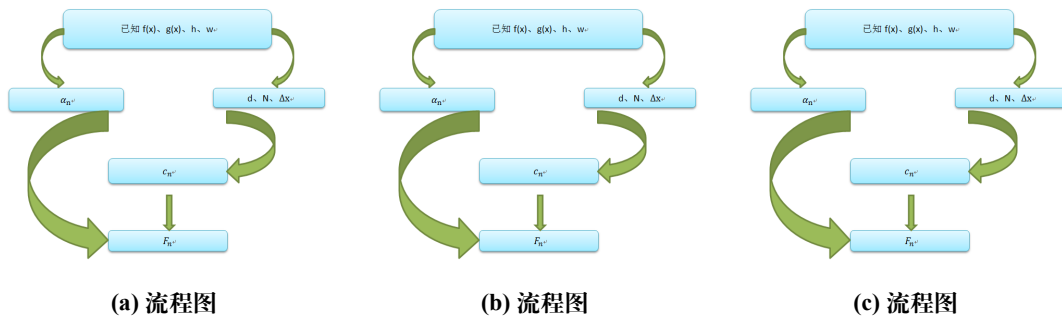 已知 f(x)、g(x)、h、w
αₙ
d、N、Δx
cₙ
Fₙ
(a) 流程图
已知 f(x)、g(x)、h、w
αₙ
d、N、Δx
cₙ
Fₙ
(b) 流程图
已知 f(x)、g(x)、h、w
αₙ
d、N、Δx
cₙ
Fₙ
(c) 流程图